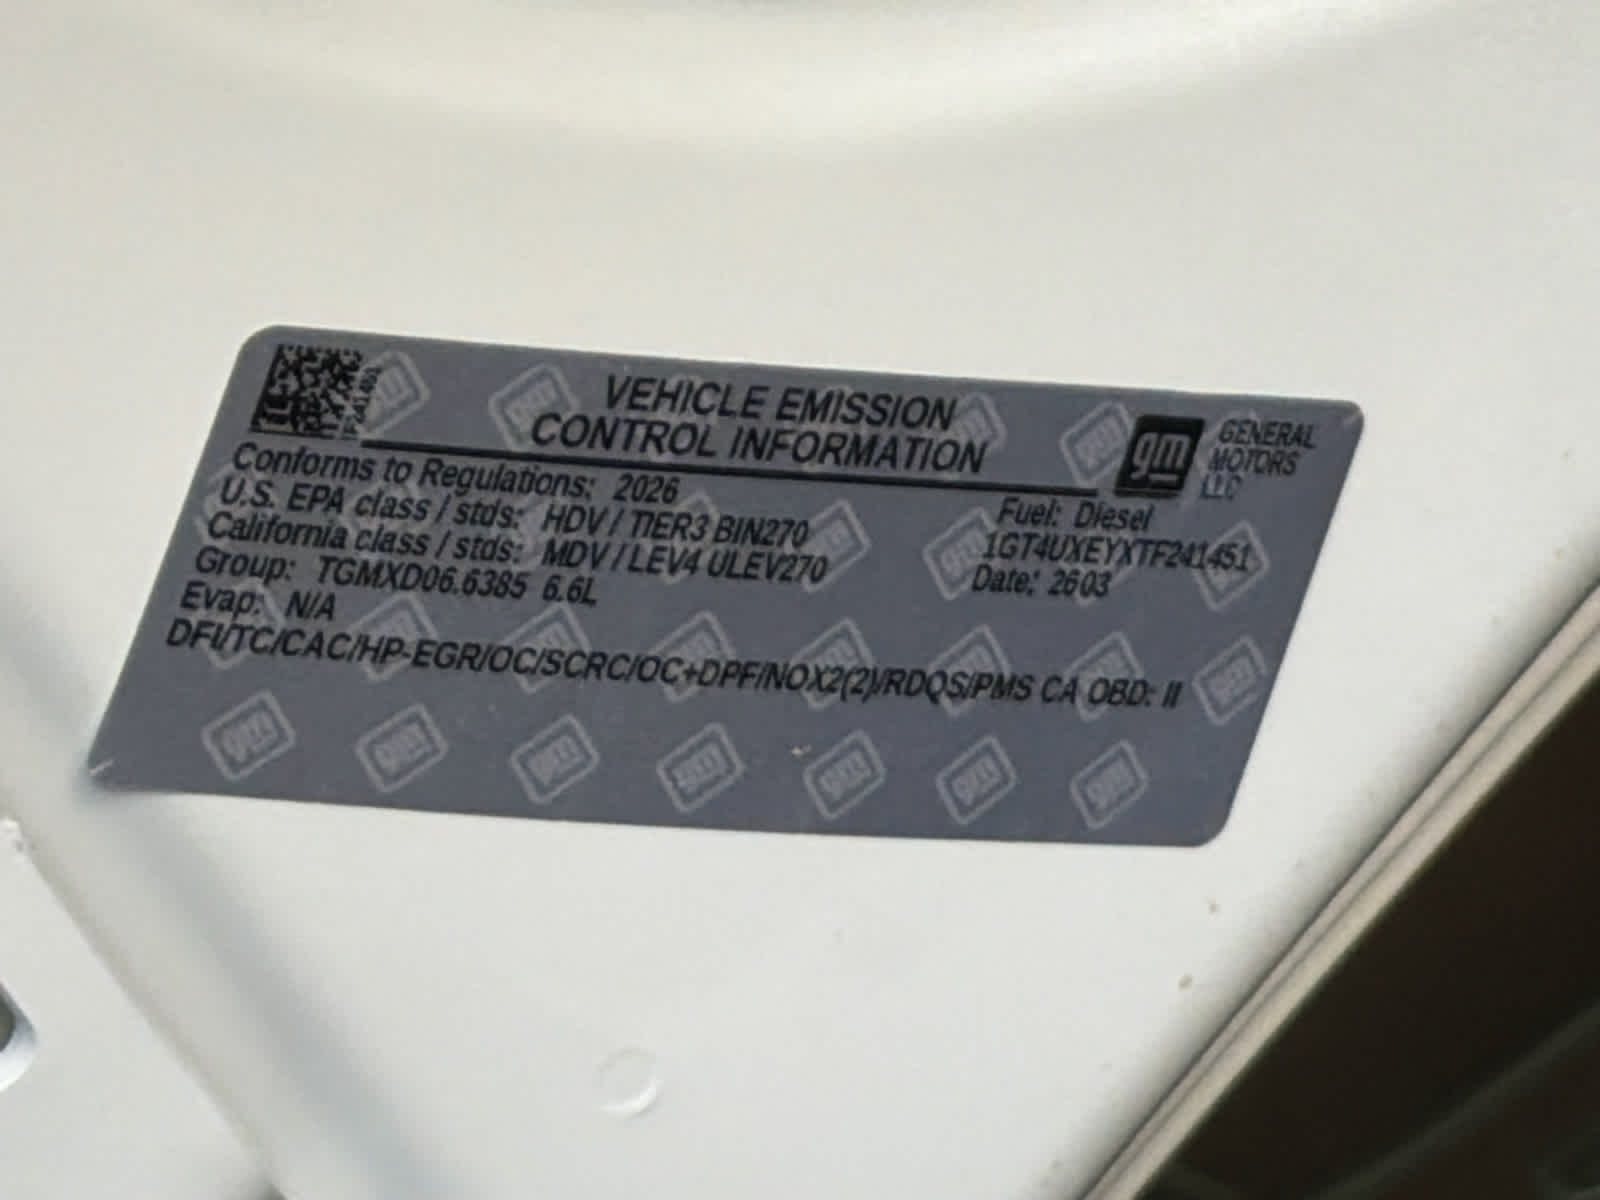 VEHICLE EMISSION
CONTROL INFORMATION
gm
GENERAL
MOTORS
LLC
Conforms to Regulations: 2026
U.S. EPA class / stds: HDV / TIER3 BIN270
California class / stds: MDV / LEV4 ULEV270
Group: TGMXD06.6385 6.6L
Evap: N/A
Fuel: Diesel
1GT4UXEYXTF241451
Date: 2603
DFI/TC/CAC/HP-EGR/OC/SCRC/OC+DPF/NOX2(2)/RDQS/PMS CA OBD: II